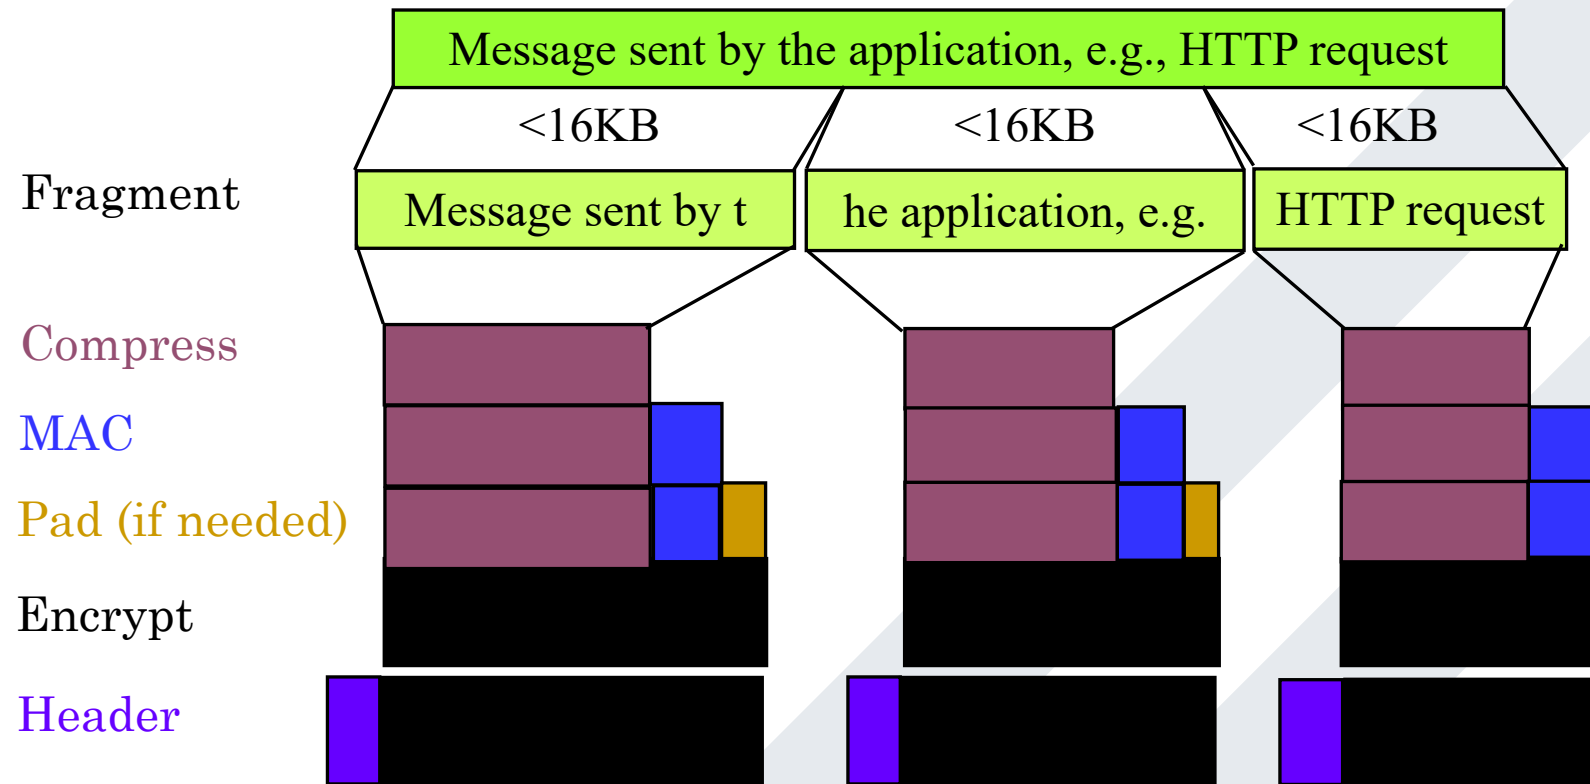 Message sent by the application, e.g., HTTP request
<16KB <16KB <16KB
Fragment
Message sent by t he application, e.g. HTTP request
Compress
MAC
Pad (if needed)
Encrypt
Header